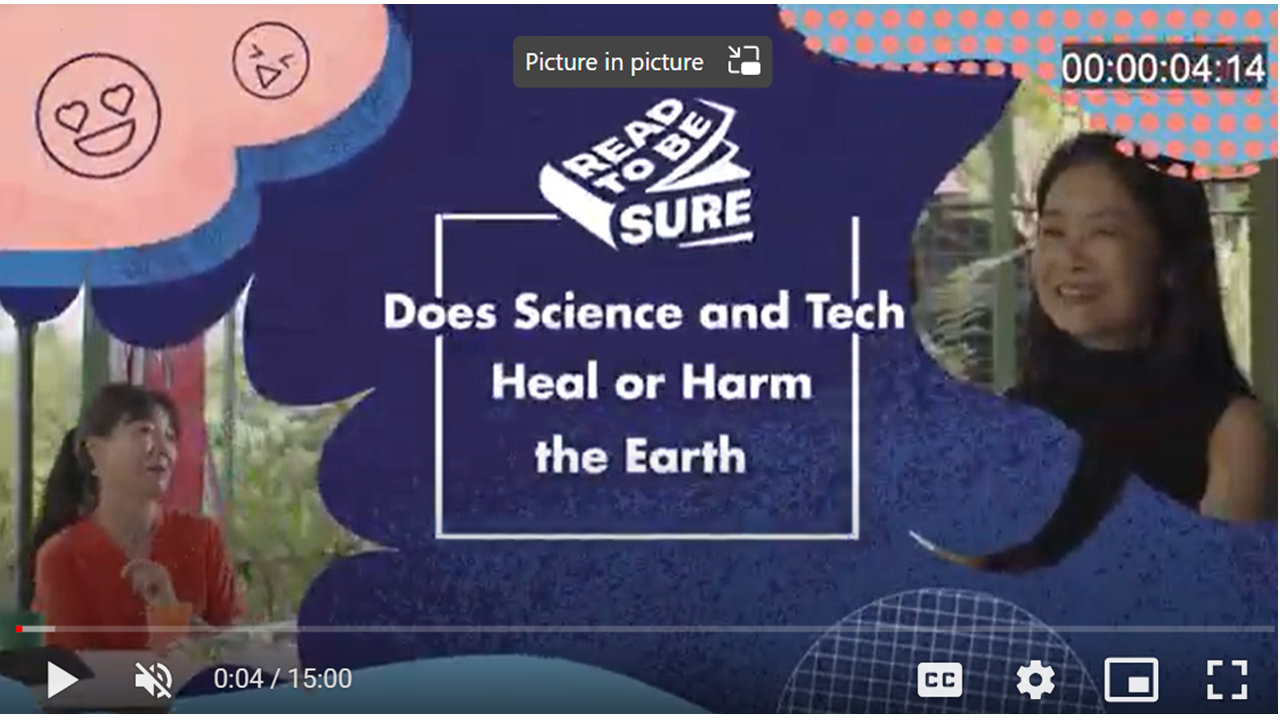 Picture in picture
00:00:04:14
READ
TO BE
SURE
Does Science and Tech
Heal or Harm
the Earth
0:04 / 15:00
CC